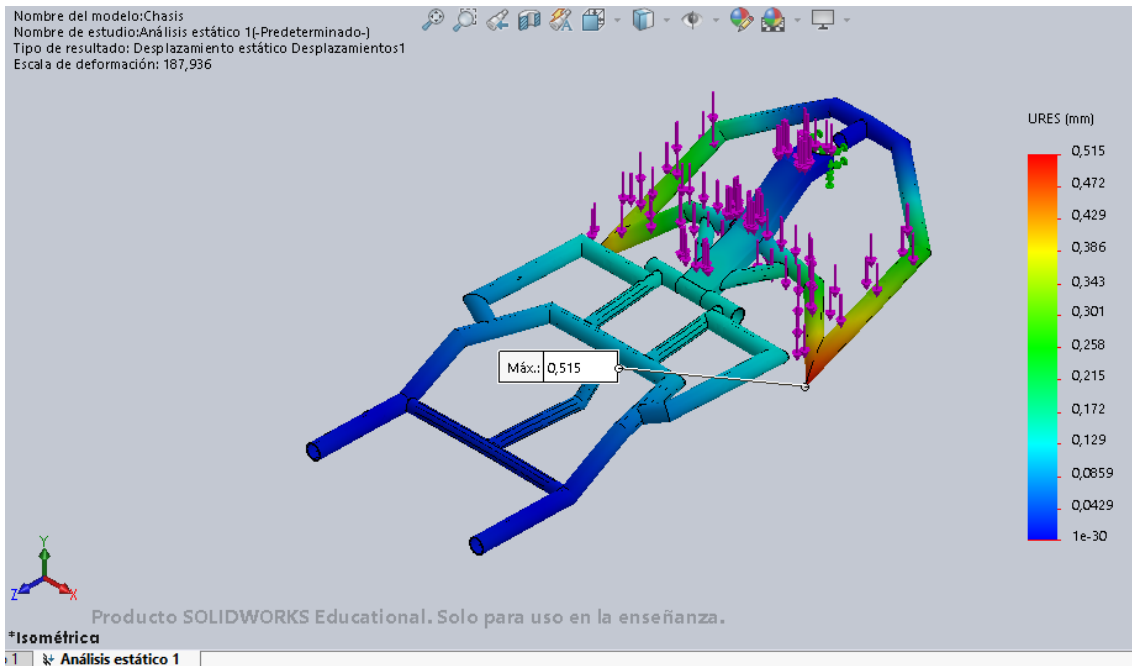 Nombre del modelo:Chasis
Nombre de estudio:Análisis estático 1(-Predeterminado-)
Tipo de resultado: Desplazamiento estático Desplazamientos1
Escala de deformación: 187,936
URES (mm)
0,515
0,472
0,429
0,386
0,343
0,301
0,258
0,215
0,172
0,129
0,0859
0,0429
1e-30
Máx.: 0,515
Y
Z X
Producto SOLIDWORKS Educational. Solo para uso en la enseñanza.
*Isométrica
1 Análisis estático 1